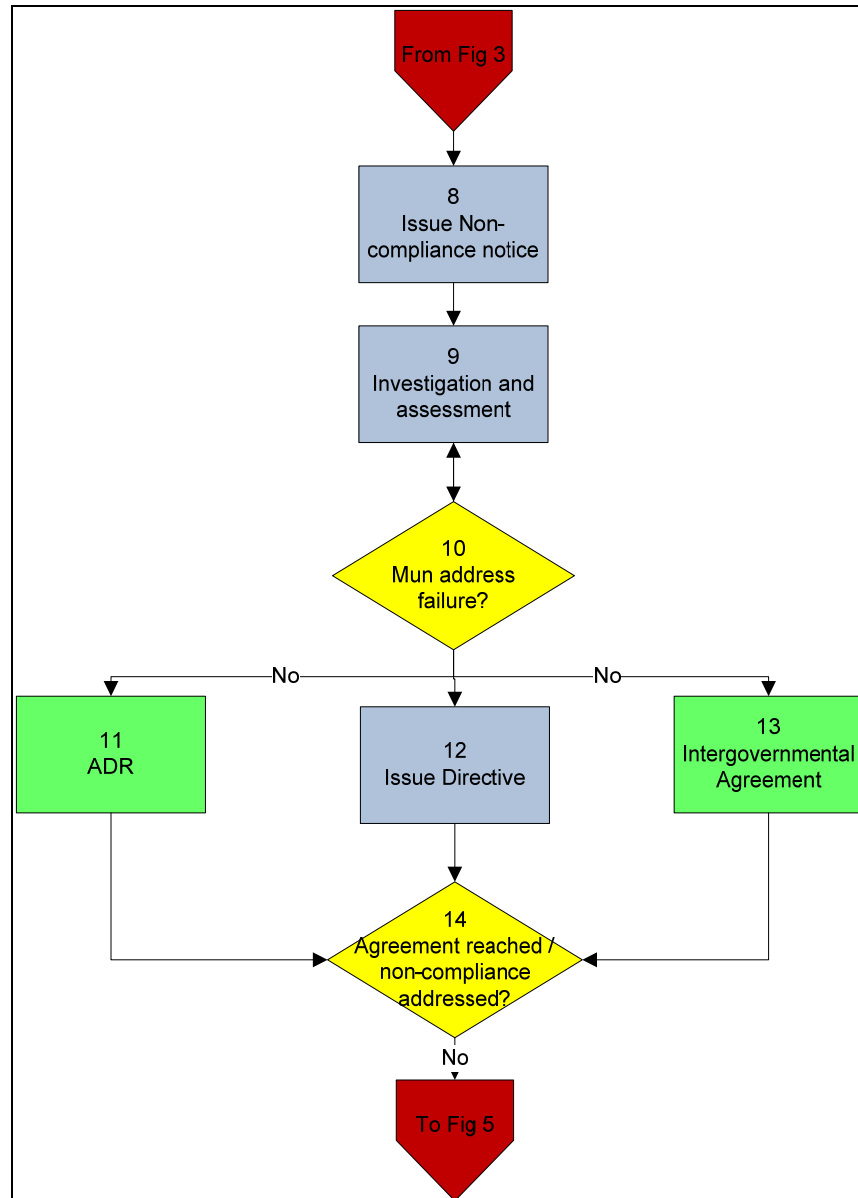 From Fig 3
8
Issue Non-
compliance notice
9
Investigation and
assessment
10
Mun address
failure?
No
No
11
ADR
12
Issue Directive
13
Intergovernmental
Agreement
14
Agreement reached /
non-compliance
addressed?
No
To Fig 5